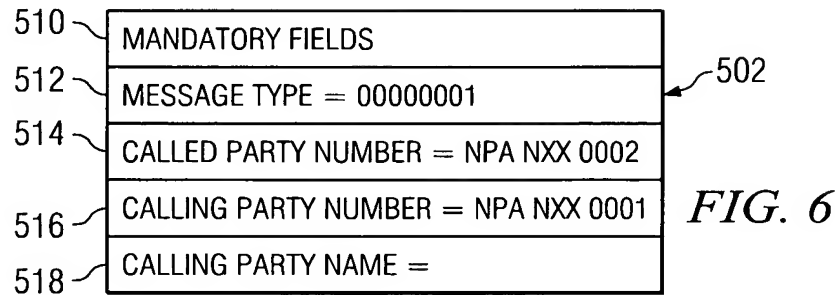 510 MANDATORY FIELDS
512 MESSAGE TYPE = 00000001 502
514 CALLED PARTY NUMBER = NPA NXX 0002
516 CALLING PARTY NUMBER = NPA NXX 0001 FIG. 6
518 CALLING PARTY NAME =